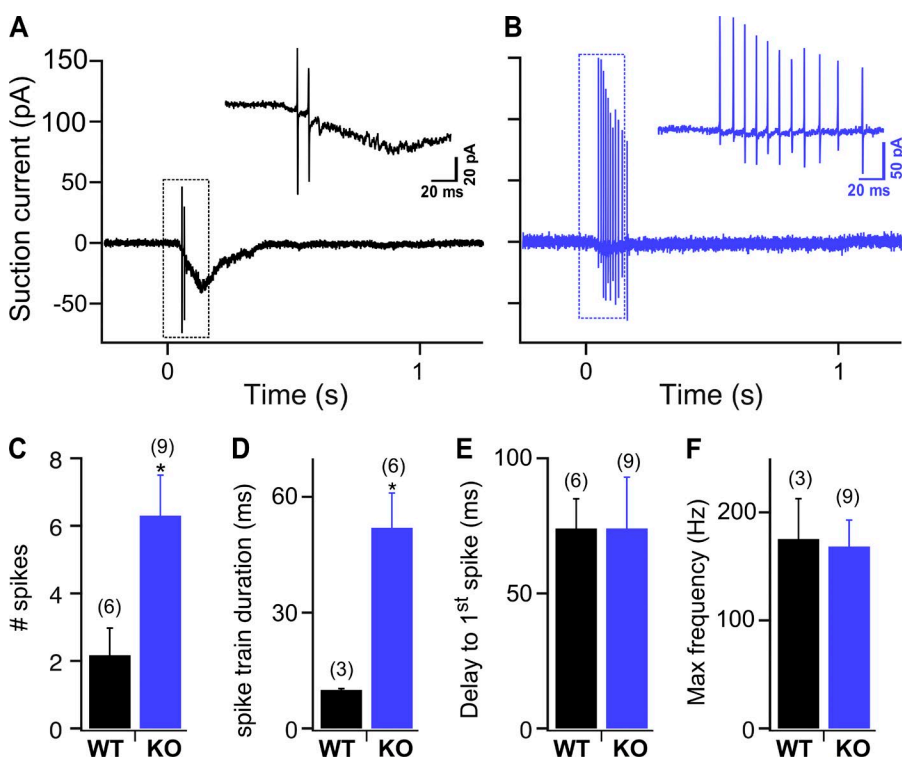 A
B
150
100
50
0
-50
Suction current (pA)
20 pA
20 ms
50 pA
20 ms
0
1
Time (s)
0
1
Time (s)
C
D
E
F
8
6
4
2
0
# spikes
(6)
(9)
*
WT
KO
60
30
0
spike train duration (ms)
(3)
(6)
*
WT
KO
100
50
0
Delay to 1st spike (ms)
(6)
(9)
WT
KO
200
100
0
Max frequency (Hz)
(3)
(9)
WT
KO